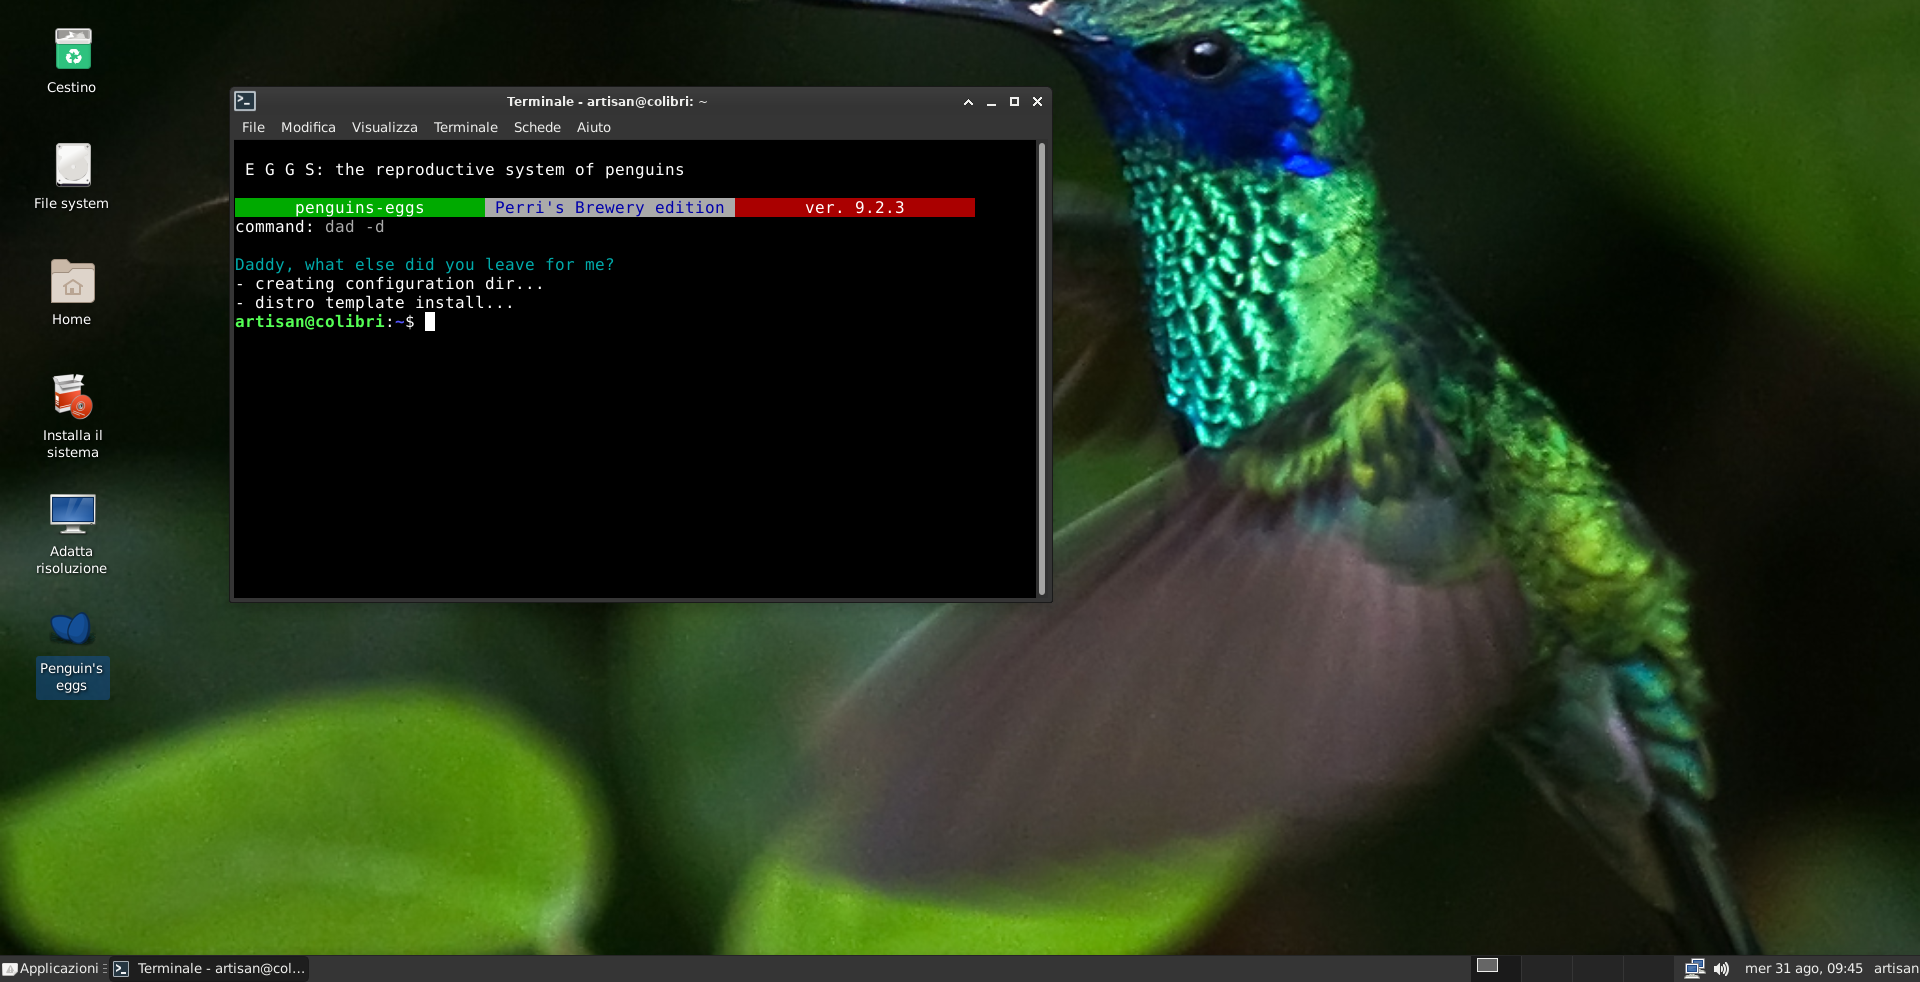 Cestino
File system
Home
Installa il
sistema
Adatta
risoluzione
Penguin's
eggs
Terminale - artisan@colibri: ~
File Modifica Visualizza Terminale Schede Aiuto
E G G S: the reproductive system of penguins
penguins-eggs Perri's Brewery edition ver. 9.2.3
command: dad -d
Daddy, what else did you leave for me?
- creating configuration dir...
- distro template install...
artisan@colibri:~$
Applicazioni Terminale - artisan@col... mer 31 ago, 09:45 artisan